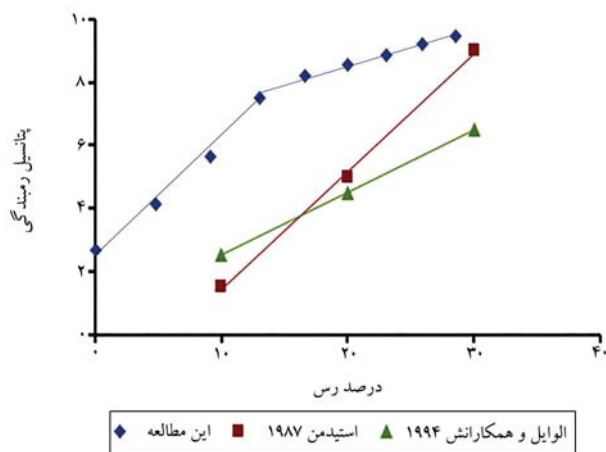 ۱۰
۸
۶
۴
۲
۰
پتانسیل رمبندگی
۰ ۱۰ ۲۰ ۳۰ ۴۰
درصد رس
این مطالعه استیدمن ۱۹۸۷ الوایل و همکارانش ۱۹۹۴